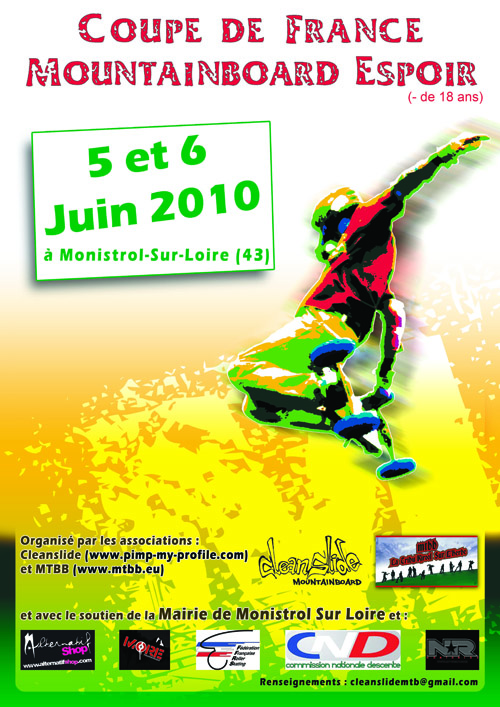 Coupe de France
Mountainboard Espoir
(- de 18 ans)
5 et 6
Juin 2010
à Monistrol-Sur-Loire (43)
Organisé par les associations :
Cleanslide (www.pimp-my-profile.com)
et MTBB (www.mtbb.eu)
cleanslide
MOUNTAINBOARD
mtbb
et avec le soutien de la Mairie de Monistrol Sur Loire et :
Alternatif
Shop
www.alternatifshop.com
Fédération
Française
Roller
Skating
CND
commission nationale descente
Renseignements : cleanslidemtb@gmail.com